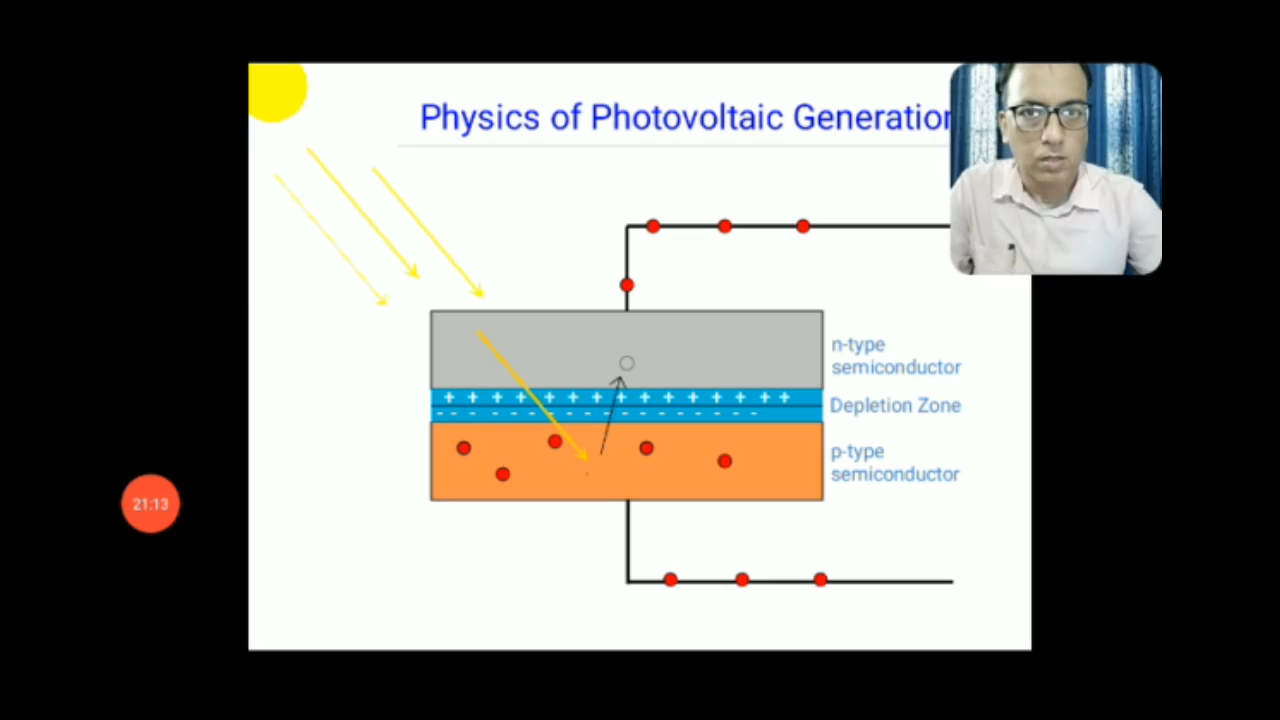 Physics of Photovoltaic Generation
n-type
semiconductor
+ + + + + + + + + + + + + + +
Depletion Zone
- - - - - - - - - - - - - -
p-type
semiconductor
21:13